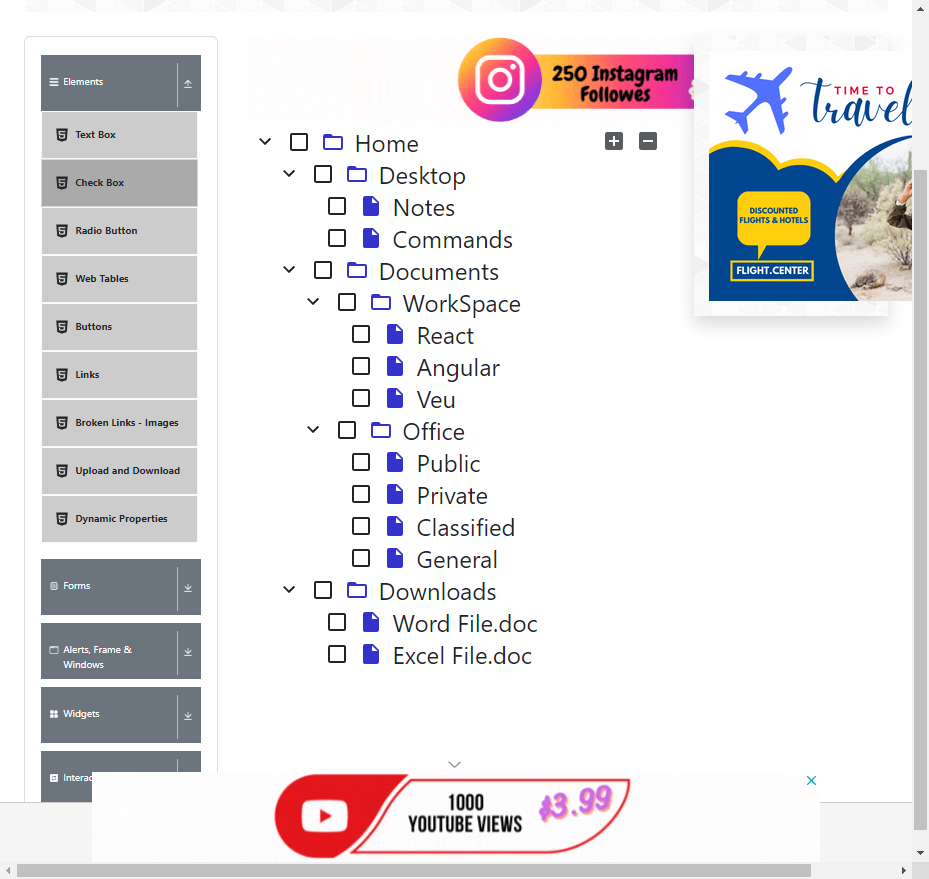 Elements
Text Box
Check Box
Radio Button
Web Tables
Buttons
Links
Broken Links - Images
Upload and Download
Dynamic Properties
Forms
Alerts, Frame &
Windows
Widgets
250 Instagram
Followes
Home
Desktop
Notes
Commands
Documents
WorkSpace
React
Angular
Veu
Office
Public
Private
Classified
General
Downloads
Word File.doc
Excel File.doc
TIME TO
travel
DISCOUNTED
FLIGHTS & HOTELS
FLIGHT.CENTER
1000
YOUTUBE VIEWS
$3.99